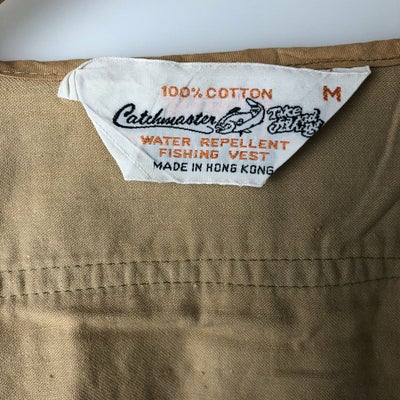 100% COTTON M
Catchmaster
WATER REPELLENT
FISHING VEST
MADE IN HONG KONG